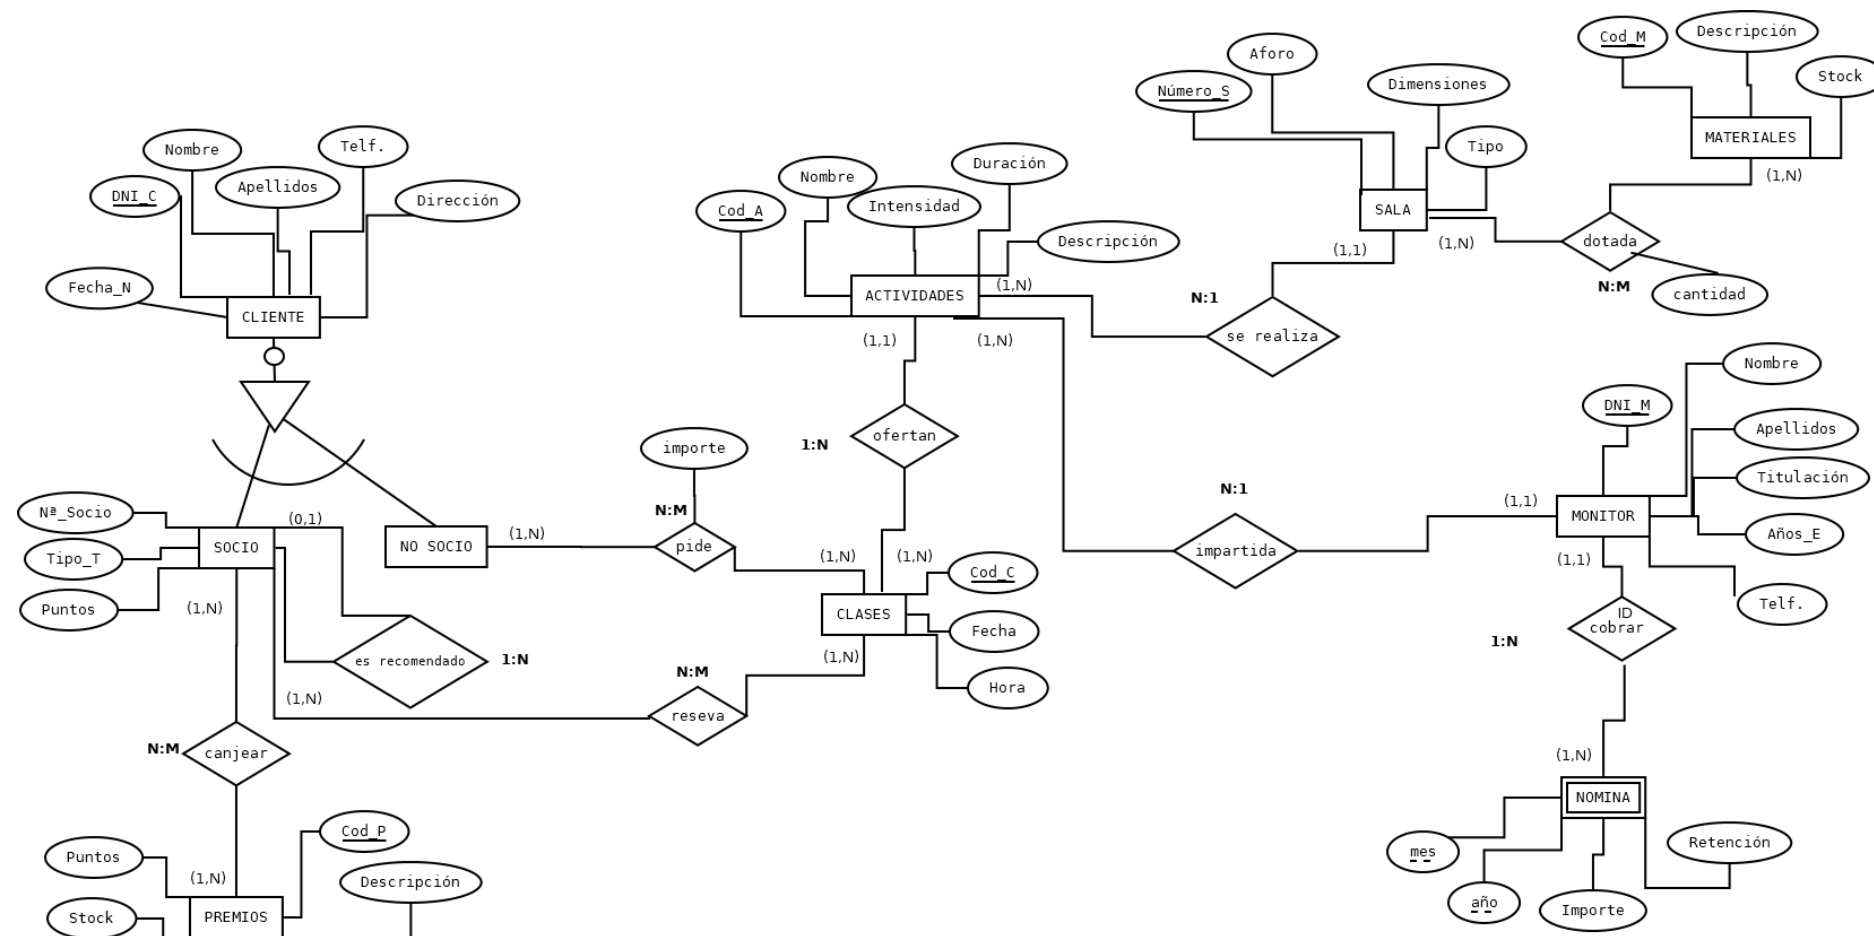 Cod_M
Descripción
Stock
MATERIALES
(1,N)
Aforo
Número_S
Dimensiones
Tipo
SALA
(1,1)
(1,N)
dotada
N:M
cantidad
Nombre
Telf.
DNI_C
Apellidos
Dirección
Fecha_N
CLIENTE
Duración
Nombre
Cod_A
Intensidad
Descripción
ACTIVIDADES
(1,N)
(1,1)
(1,N)
N:1
se realiza
ofertan
1:N
importe
N:M
pide
(1,N)
NO SOCIO
Nª_Socio
Tipo_T
Puntos
SOCIO
(0,1)
(1,N)
es recomendado
1:N
(1,N)
N:M
reseva
(1,N)
(1,N)
(1,N)
CLASES
Cod_C
Fecha
Hora
N:1
impartida
(1,1)
Nombre
DNI_M
Apellidos
Titulación
MONITOR
Años_E
Telf.
(1,1)
ID
cobrar
1:N
(1,N)
NOMINA
mes
año
Importe
Retención
N:M
canjear
(1,N)
Puntos
Cod_P
Descripción
Stock
PREMIOS